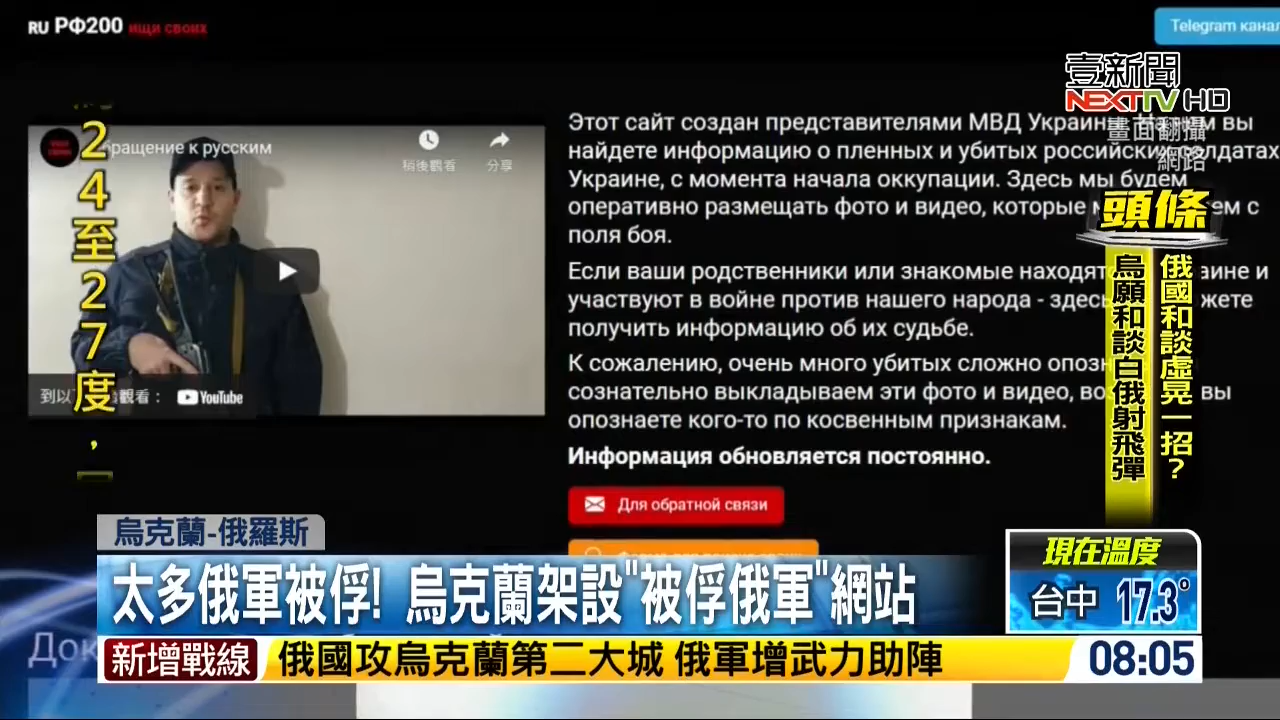 RU РФ200 ищи своих
Telegram канал
壹新聞
NEXTTV HD
畫面翻攝
網路
24至27度，
бращение к русским
稍後觀看
分享
YouTube
Этот сайт создан представителями МВД Украин вы
найдете информацию о пленных и убитых российских солдатах
Украине, с момента начала оккупации. Здесь мы будем
оперативно размещать фото и видео, которые с
поля боя.
Если ваши родственники или знакомые находят и
участвуют в войне против нашего народа - здесь
получить информацию об их судьбе.
К сожалению, очень много убитых сложно опозн
сознательно выкладываем эти фото и видео, вы
опознаете кого-то по косвенным признакам.
Информация обновляется постоянно.
Для обратной связи
頭條
俄國和談虛晃一招?
烏願和談白俄射飛彈
烏克蘭-俄羅斯
太多俄軍被俘! 烏克蘭架設"被俘俄軍"網站
現在溫度
台中 17.3°
新增戰線 俄國攻烏克蘭第二大城 俄軍增武力助陣
08:05